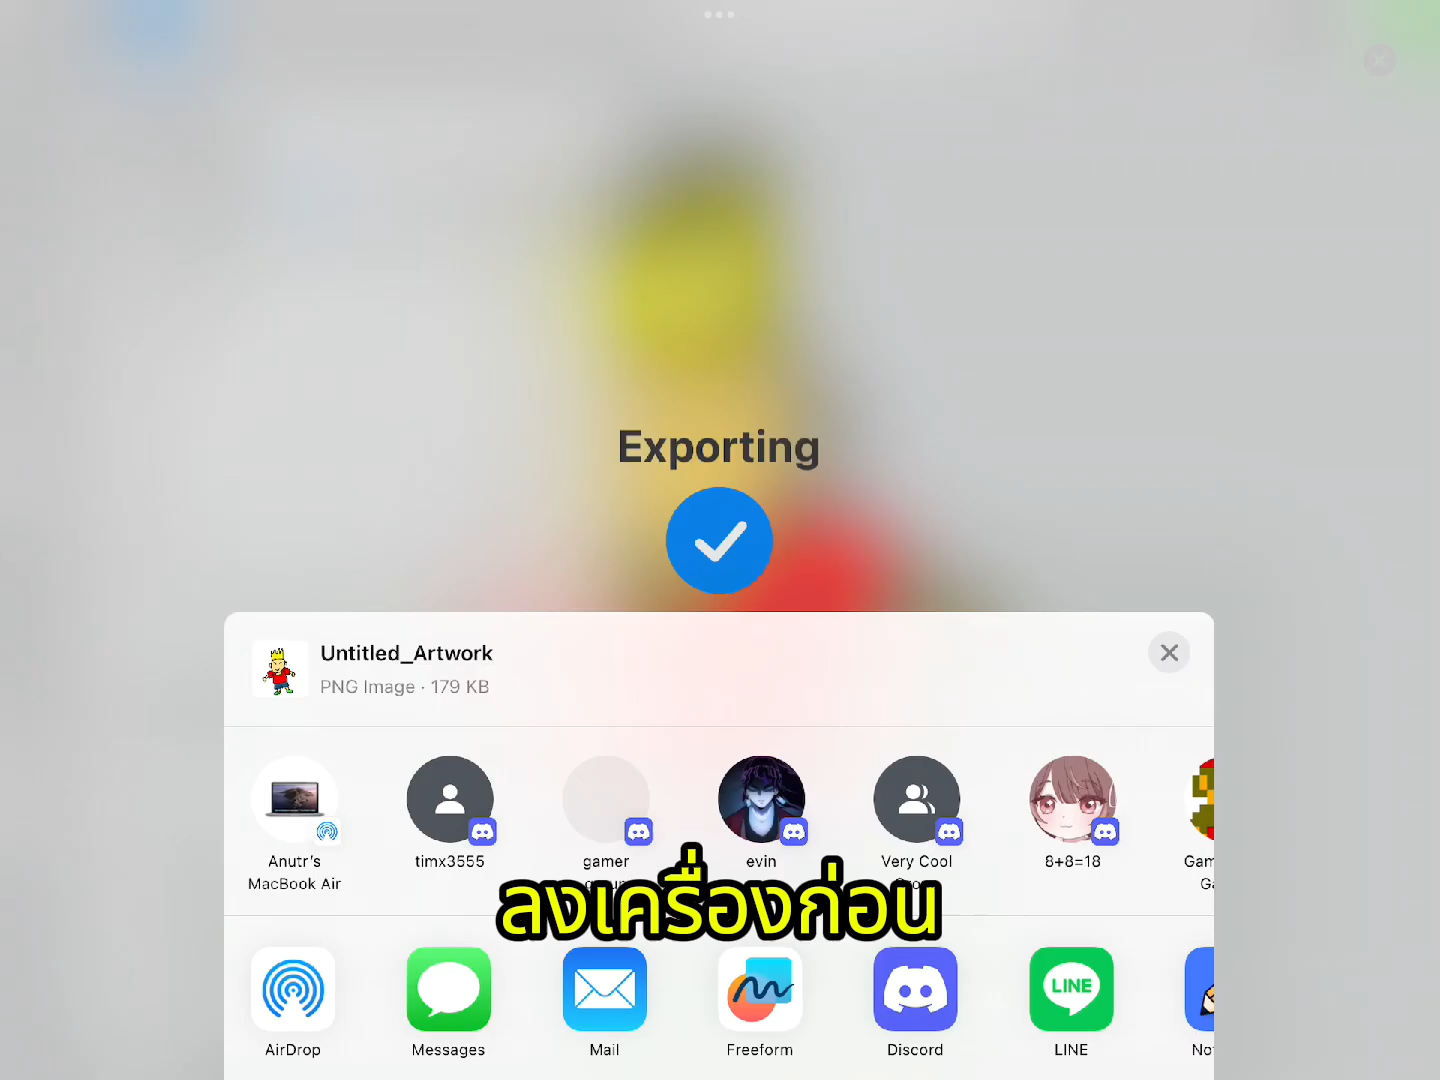 Exporting
Untitled_Artwork
PNG Image · 179 KB
Anutr's
MacBook Air
timx3555
gamer
evin
Very Cool
8+8=18
ลงเครื่องก่อน
LINE
AirDrop
Messages
Mail
Freeform
Discord
LINE